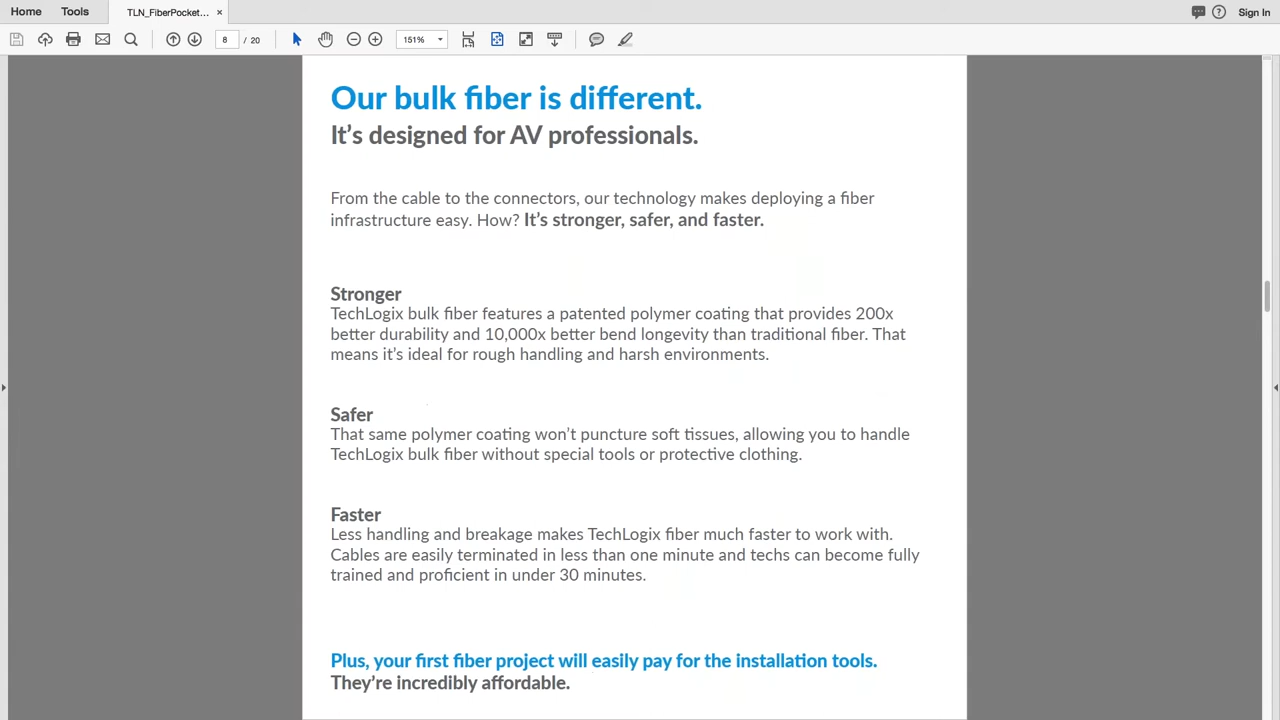 Home Tools TLN_FiberPocket... × Sign In
8 / 20 151%
Our bulk fiber is different.
It's designed for AV professionals.
From the cable to the connectors, our technology makes deploying a fiber
infrastructure easy. How? It's stronger, safer, and faster.
Stronger
TechLogix bulk fiber features a patented polymer coating that provides 200x
better durability and 10,000x better bend longevity than traditional fiber. That
means it's ideal for rough handling and harsh environments.
Safer
That same polymer coating won't puncture soft tissues, allowing you to handle
TechLogix bulk fiber without special tools or protective clothing.
Faster
Less handling and breakage makes TechLogix fiber much faster to work with.
Cables are easily terminated in less than one minute and techs can become fully
trained and proficient in under 30 minutes.
Plus, your first fiber project will easily pay for the installation tools.
They're incredibly affordable.